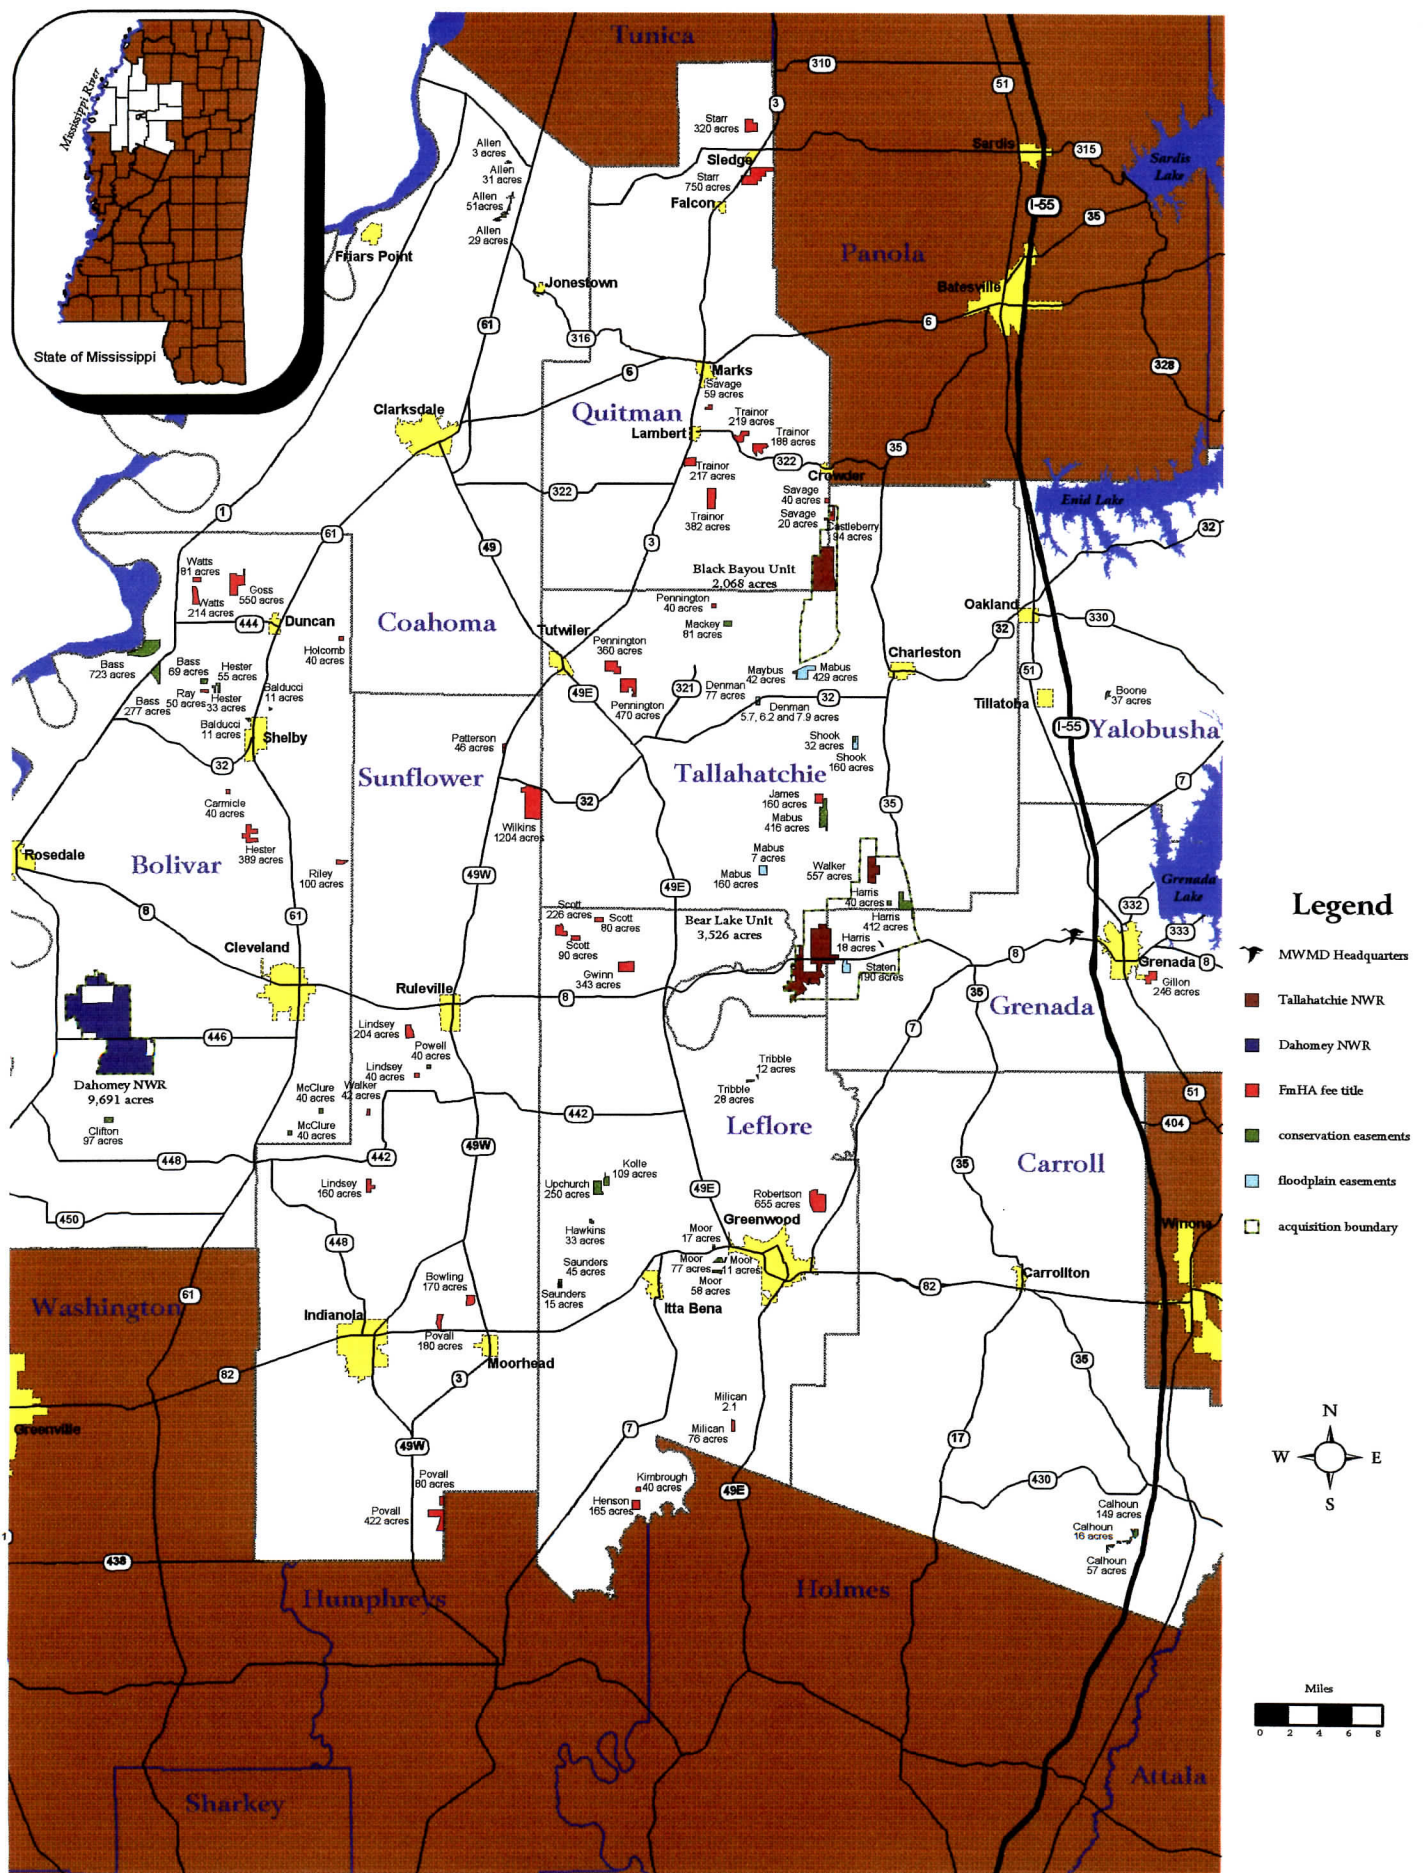 Tunica
310
51
3
Mississippi River
Starr
320 acres
Sledge
Sardis
315
Sardis
Lake
Allen
3 acres
Allen
31 acres
Allen
51acres
Allen
29 acres
Starr
750 acres
Falcon
I-55
35
Friars Point
Panola
Jonestown
Batesville
61
316
6
State of Mississippi
6
Marks
328
Savage
59 acres
Clarksdale
Quitman
Lambert
Trainor
219 acres
Trainor
188 acres
35
322
Crowder
Trainor
217 acres
322
Savage
40 acres
Savage
20 acres
Castleberry
94 acres
Trainor
382 acres
Enid Lake
32
1
61
49
3
Black Bayou Unit
2,068 acres
Watts
81 acres
Goss
550 acres
Watts
214 acres
444
Duncan
Coahoma
Pennington
40 acres
Mackey
81 acres
Oakland
330
32
Tutwiler
Holcomb
40 acres
Pennington
360 acres
Charleston
Bass
723 acres
Bass
69 acres
Hester
55 acres
Ray
50 acres
Hester
33 acres
Balducci
11 acres
Bass
277 acres
Balducci
11 acres
Shelby
49E
Pennington
470 acres
321
Denman
77 acres
Maybus
42 acres
Mabus
429 acres
32
Denman
5.7, 6.2 and 7.9 acres
51
Tillatoba
Boone
37 acres
I-55
Yalobusha
Patterson
46 acres
32
Sunflower
Shook
32 acres
Shook
160 acres
Tallahatchie
7
Carmicle
40 acres
Wilkins
1204 acres
32
James
160 acres
Mabus
416 acres
35
Hester
389 acres
Rosedale
Bolivar
Riley
100 acres
49W
49E
Mabus
7 acres
Mabus
160 acres
Walker
557 acres
Harris
40 acres
Harris
412 acres
Grenada
Lake
8
61
Scott
226 acres
Scott
80 acres
Scott
90 acres
Bear Lake Unit
3,526 acres
Harris
18 acres
332
333
Cleveland
Gwinn
343 acres
Staten
190 acres
8
Grenada
8
Gillon
246 acres
Ruleville
8
35
Grenada
446
Lindsey
204 acres
Powell
40 acres
Lindsey
40 acres
7
Dahomey NWR
9,691 acres
McClure
40 acres
Walker
42 acres
Tribble
12 acres
Tribble
28 acres
Clifton
97 acres
McClure
40 acres
442
Leflore
51
404
448
442
49W
Carroll
35
Lindsey
160 acres
Kolle
109 acres
Upchurch
250 acres
49E
Robertson
655 acres
450
Greenwood
Winona
448
Hawkins
33 acres
Moor
17 acres
Moor
77 acres
Moor
11 acres
Moor
58 acres
Saunders
45 acres
Saunders
15 acres
Bowling
170 acres
Washington
61
Indianola
Itta Bena
82
Carrollton
Povall
180 acres
Moorhead
82
3
35
Milican
2.1
Milican
76 acres
Greenville
49W
7
17
430
Povall
80 acres
Povall
422 acres
Kimbrough
40 acres
Henson
165 acres
49E
Calhoun
149 acres
Calhoun
16 acres
Calhoun
57 acres
1
438
Humphreys
Holmes
Sharkey
Attala
Legend
MWMD Headquarters
Tallahatchie NWR
Dahomey NWR
FmHA fee title
conservation easements
floodplain easements
acquisition boundary
N
W E
S
Miles
0 2 4 6 8